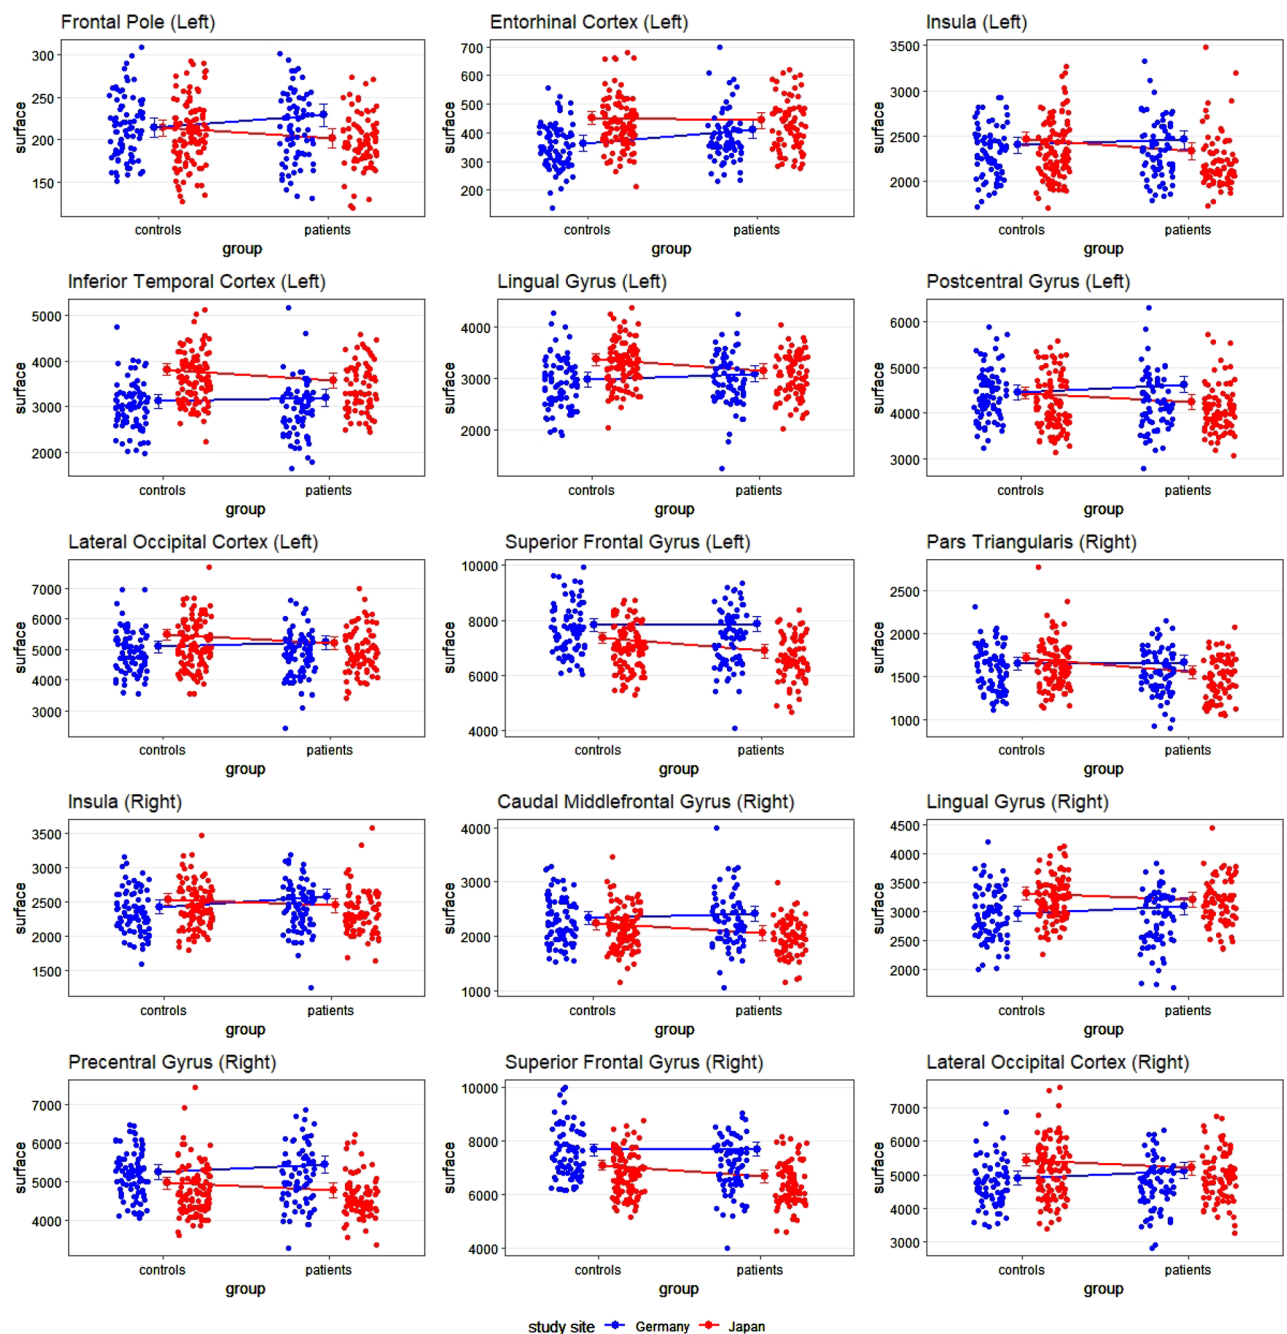 Frontal Pole (Left)
300
250
200
150
surface
controls
patients
group
Entorhinal Cortex (Left)
700
600
500
400
300
200
surface
controls
patients
group
Insula (Left)
3500
3000
2500
2000
surface
controls
patients
group
Inferior Temporal Cortex (Left)
5000
4000
3000
2000
surface
controls
patients
group
Lingual Gyrus (Left)
4000
3000
2000
surface
controls
patients
group
Postcentral Gyrus (Left)
6000
5000
4000
3000
surface
controls
patients
group
Lateral Occipital Cortex (Left)
7000
6000
5000
4000
3000
surface
controls
patients
group
Superior Frontal Gyrus (Left)
10000
8000
6000
4000
surface
controls
patients
group
Pars Triangularis (Right)
2500
2000
1500
1000
surface
controls
patients
group
Insula (Right)
3500
3000
2500
2000
1500
surface
controls
patients
group
Caudal Middlefrontal Gyrus (Right)
4000
3000
2000
1000
surface
controls
patients
group
Lingual Gyrus (Right)
4500
4000
3500
3000
2500
2000
surface
controls
patients
group
Precentral Gyrus (Right)
7000
6000
5000
4000
surface
controls
patients
group
Superior Frontal Gyrus (Right)
10000
8000
6000
4000
surface
controls
patients
group
Lateral Occipital Cortex (Right)
7000
6000
5000
4000
3000
surface
controls
patients
group
study site Germany Japan